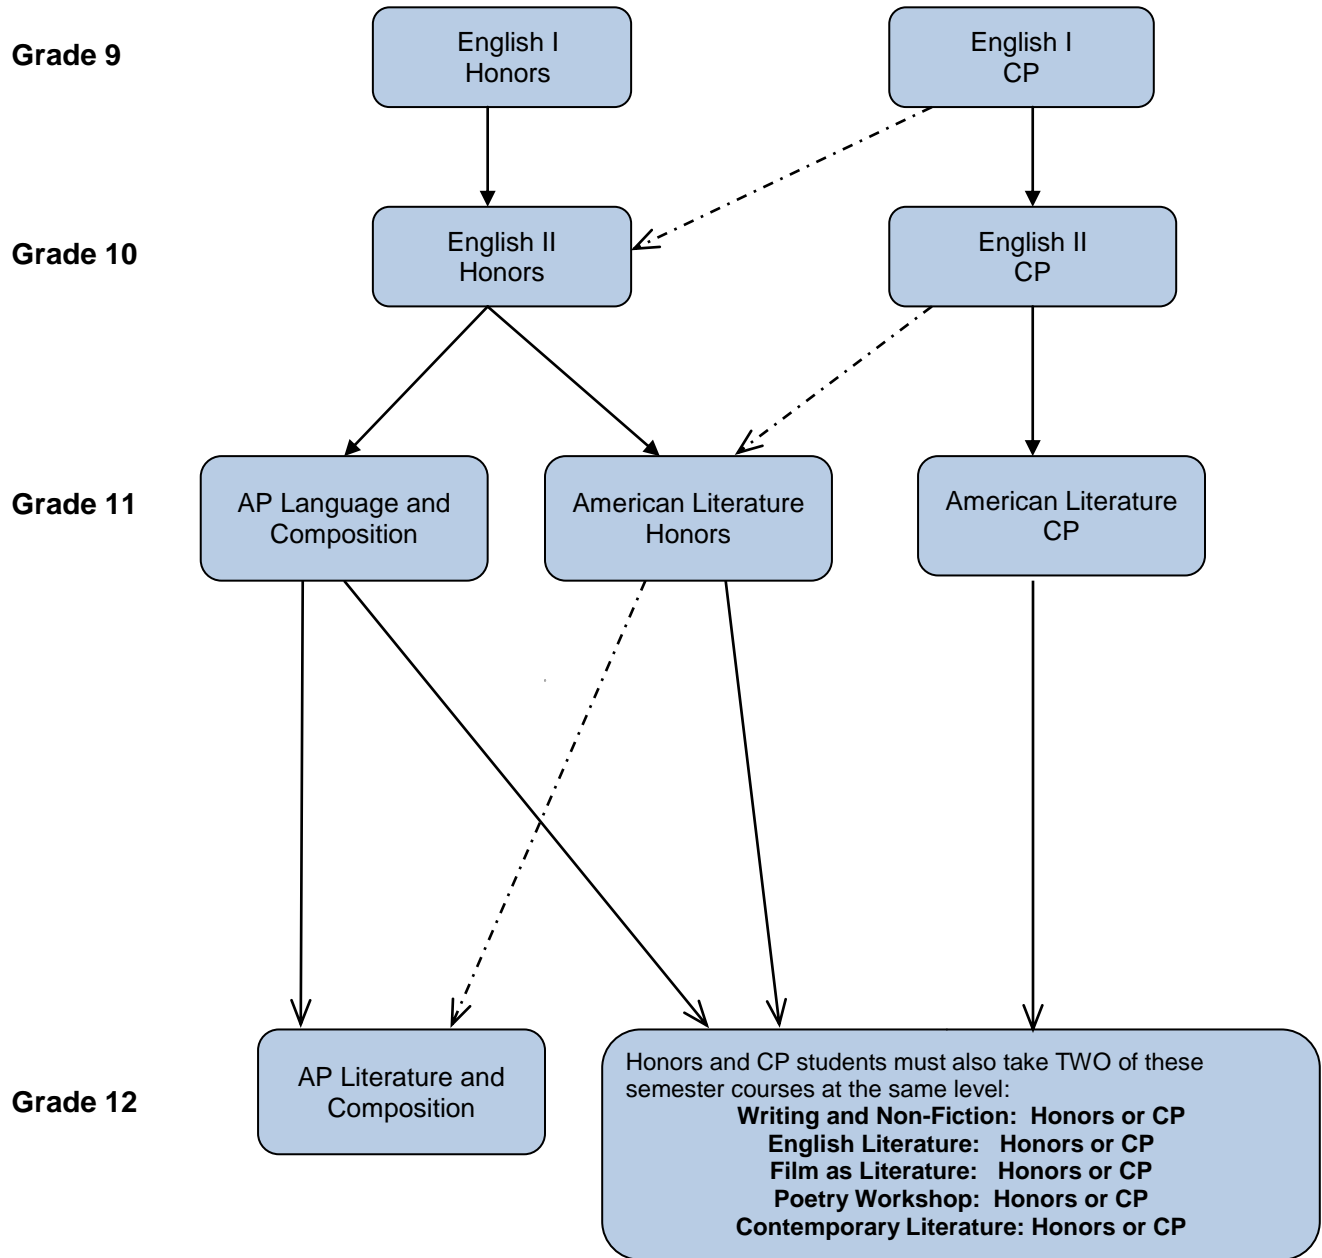 Grade 9
English I
Honors
English I
CP
Grade 10
English II
Honors
English II
CP
Grade 11
AP Language and
Composition
American Literature
Honors
American Literature
CP
Grade 12
AP Literature and
Composition
Honors and CP students must also take TWO of these
semester courses at the same level:
Writing and Non-Fiction:  Honors or CP
English Literature:   Honors or CP
Film as Literature:   Honors or CP
Poetry Workshop:  Honors or CP
Contemporary Literature: Honors or CP